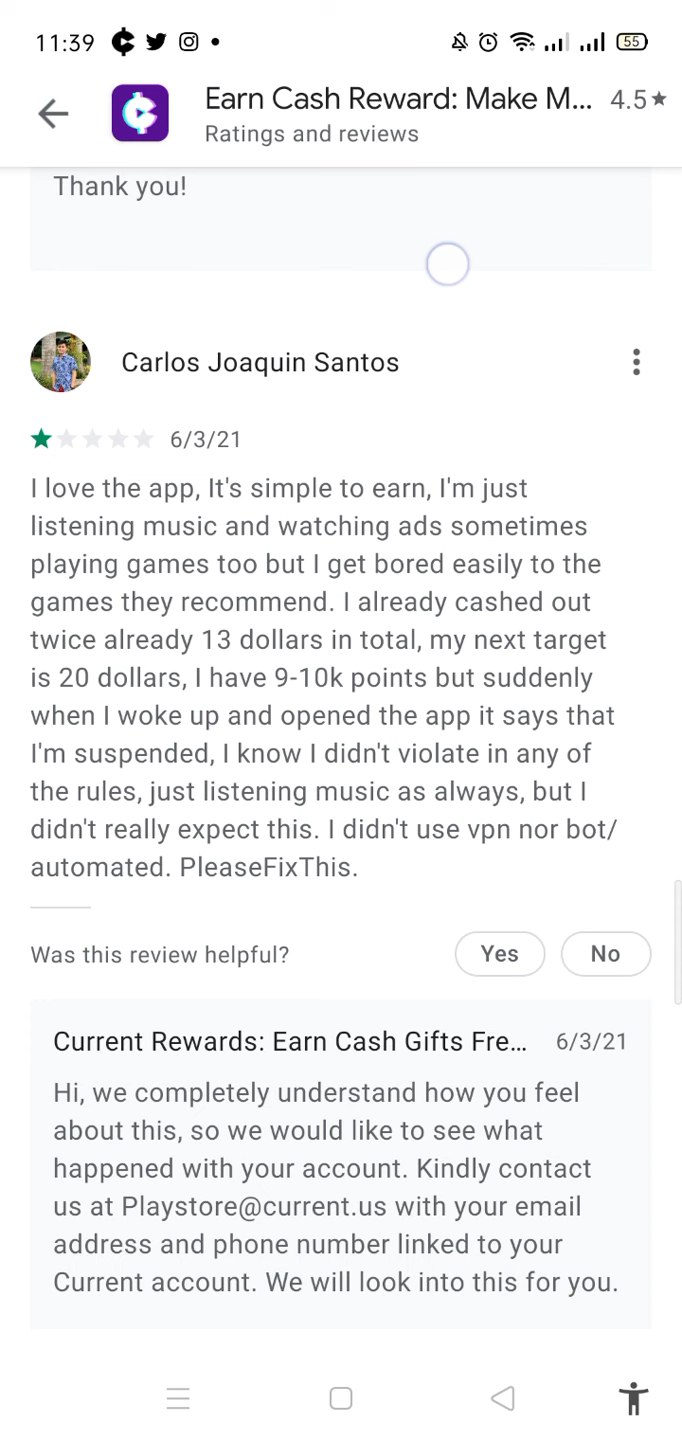 11:39
55
Earn Cash Reward: Make M... 4.5★
Ratings and reviews
Thank you!
Carlos Joaquin Santos
6/3/21
I love the app, It's simple to earn, I'm just
listening music and watching ads sometimes
playing games too but I get bored easily to the
games they recommend. I already cashed out
twice already 13 dollars in total, my next target
is 20 dollars, I have 9-10k points but suddenly
when I woke up and opened the app it says that
I'm suspended, I know I didn't violate in any of
the rules, just listening music as always, but I
didn't really expect this. I didn't use vpn nor bot/
automated. PleaseFixThis.
Was this review helpful? Yes No
Current Rewards: Earn Cash Gifts Fre... 6/3/21
Hi, we completely understand how you feel
about this, so we would like to see what
happened with your account. Kindly contact
us at Playstore@current.us with your email
address and phone number linked to your
Current account. We will look into this for you.